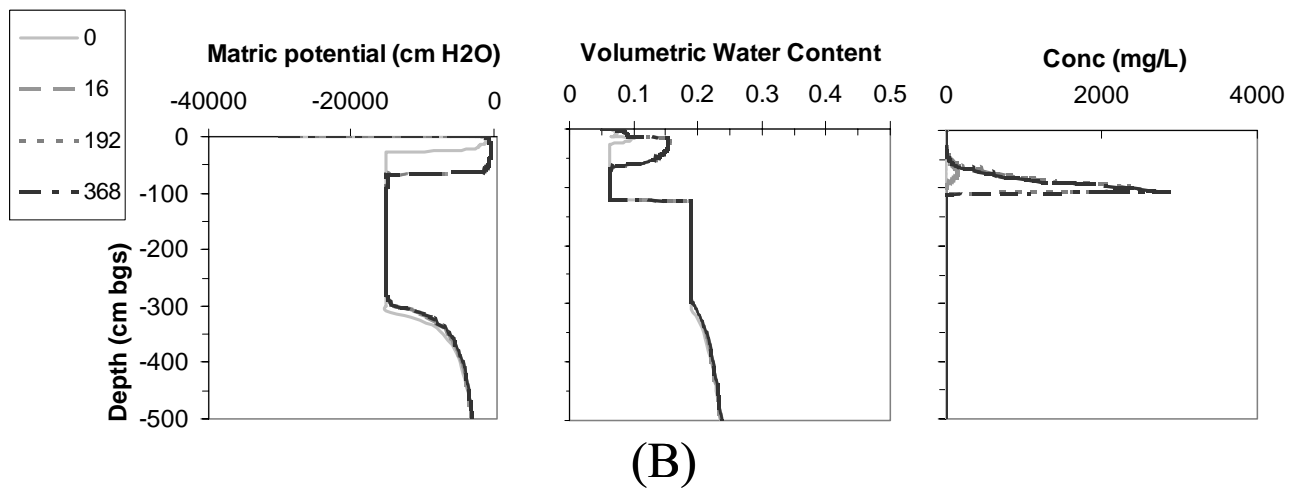 0
16
192
368
Matric potential (cm H2O)
-40000 -20000 0
0
-100
-200
-300
-400
-500
Depth (cm bgs)
Volumetric Water Content
0 0.1 0.2 0.3 0.4 0.5
Conc (mg/L)
0 2000 4000
(B)